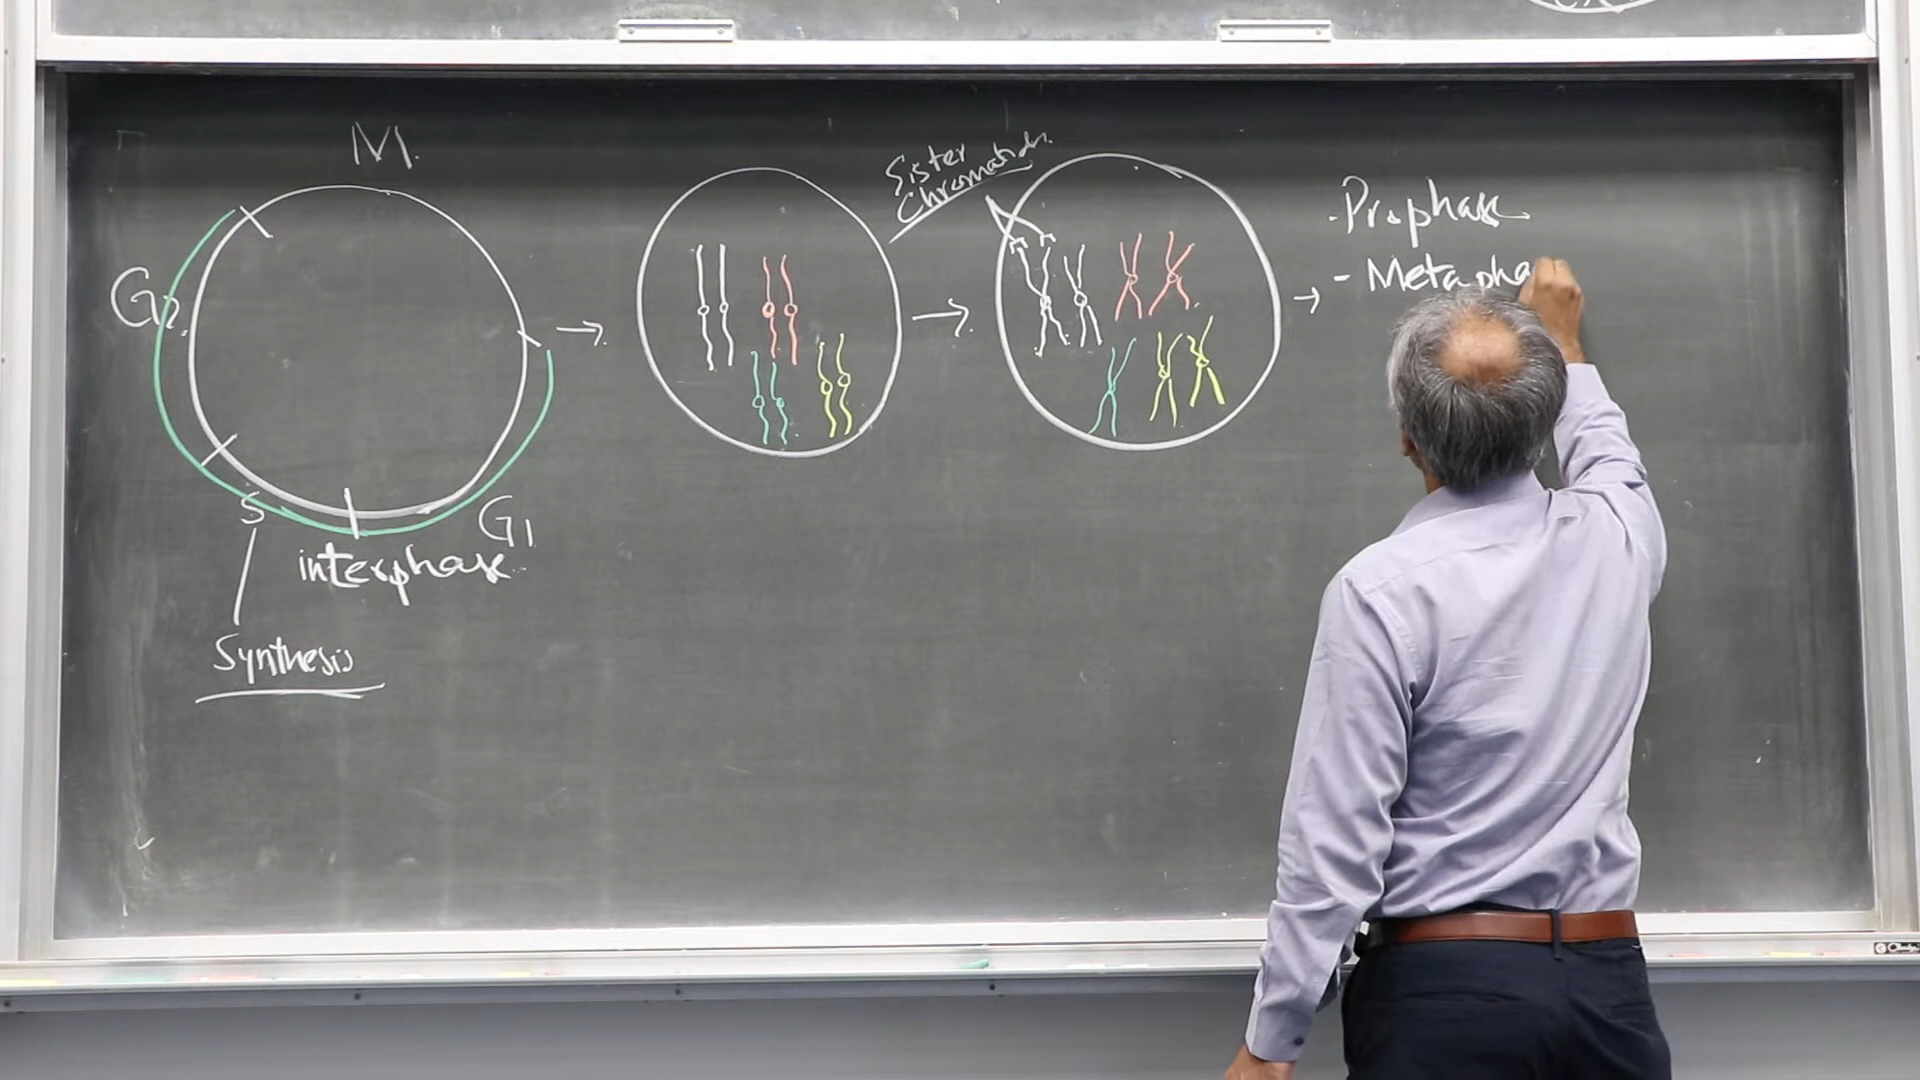 M.
G2.
S
G1
interphase.
Synthesis
Sister
Chromatids.
- Prophase
- Metapha